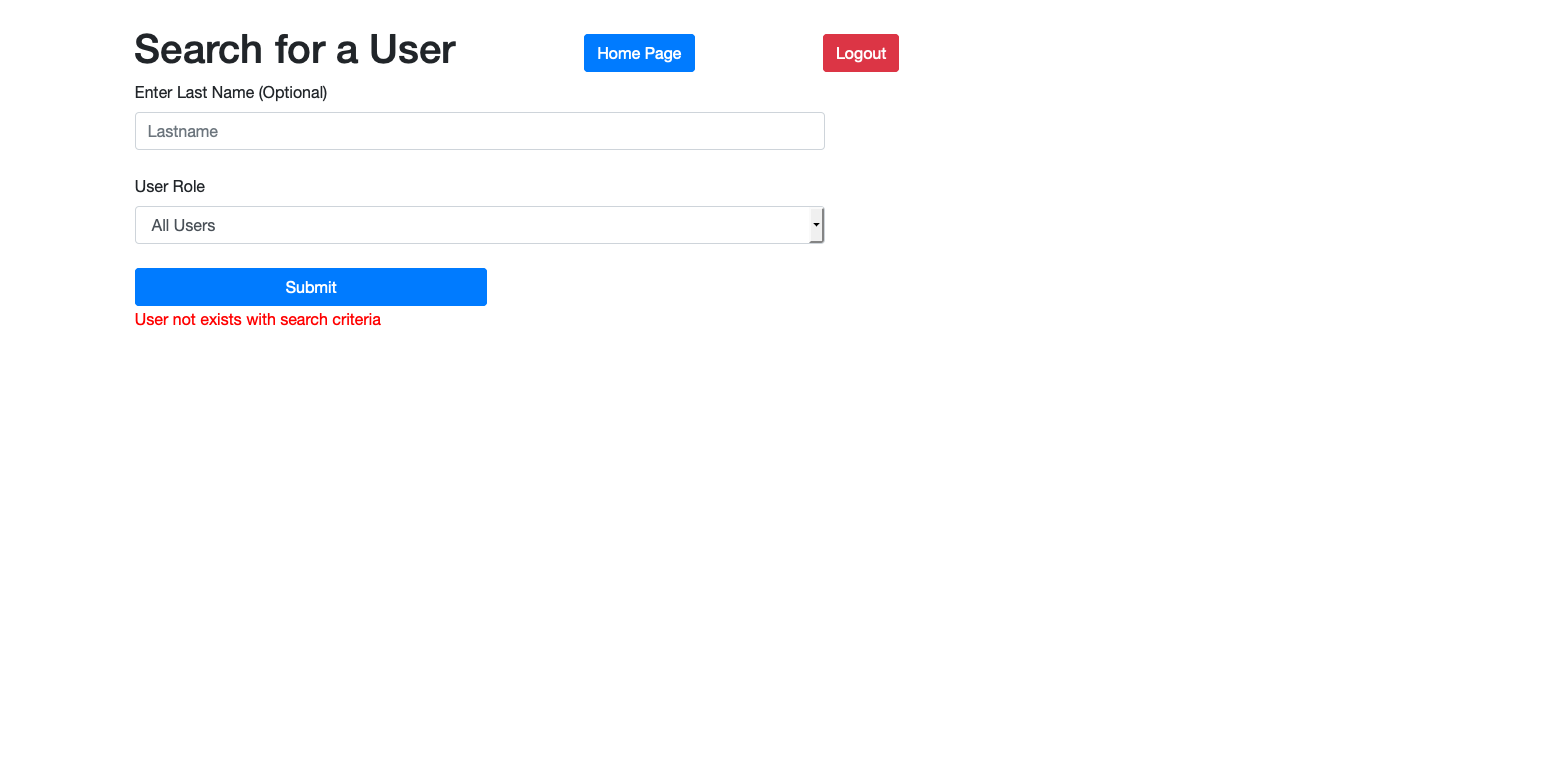 Search for a User
Home Page
Logout
Enter Last Name (Optional)
Lastname
User Role
All Users
Submit
User not exists with search criteria